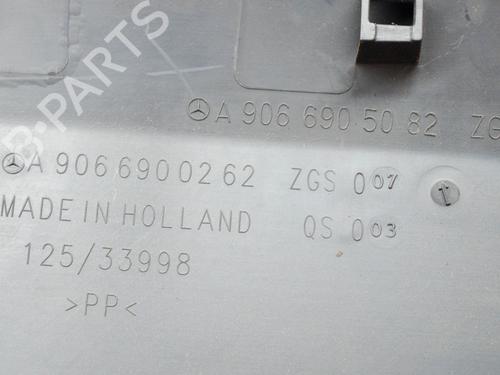 A 906 690 50 82 ZG
A 906 690 02 62 ZGS 007
MADE IN HOLLAND QS 003
125/33998
>PP<
B-PARTS